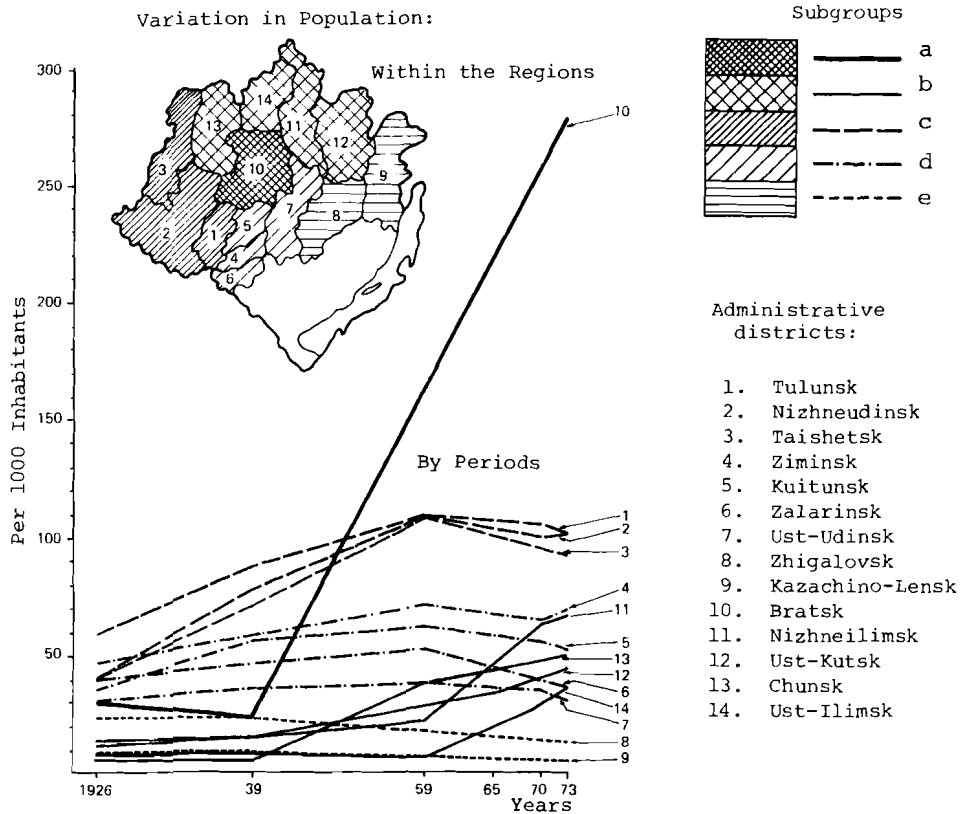 Variation in Population:
Within the Regions
Subgroups
a
b
c
d
e
Per 1000 Inhabitants
300
250
200
150
100
50
14
13
11
12
3
10
9
7
8
2
1
5
4
6
By Periods
10
1
2
3
4
11
5
13
12
6
14
7
8
9
1926
39
59
65
70
73
Years
Administrative
districts:
1. Tulunsk
2. Nizhneudinsk
3. Taishetsk
4. Ziminsk
5. Kuitunsk
6. Zalarinsk
7. Ust-Udinsk
8. Zhigalovsk
9. Kazachino-Lensk
10. Bratsk
11. Nizhneilimsk
12. Ust-Kutsk
13. Chunsk
14. Ust-Ilimsk